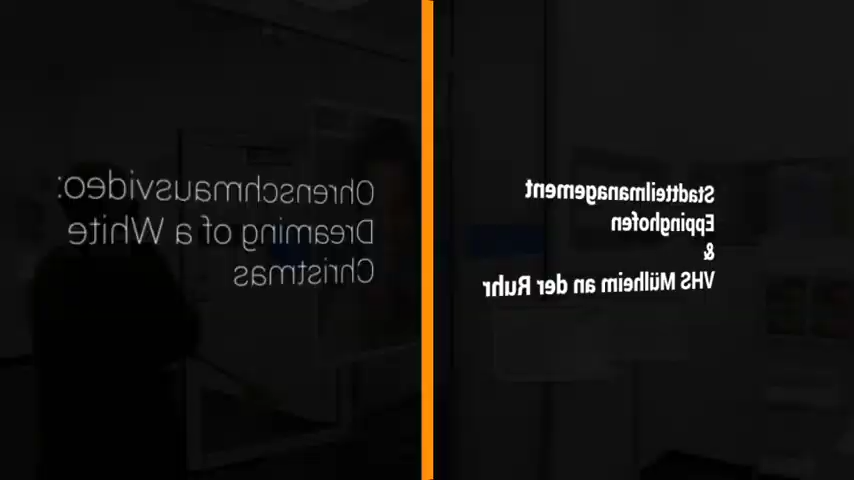 Ohrenschmausvideo:
Dreaming of a White
Christmas
Stadtteilmanagement
Eppinghofen
&
VHS Mülheim an der Ruhr